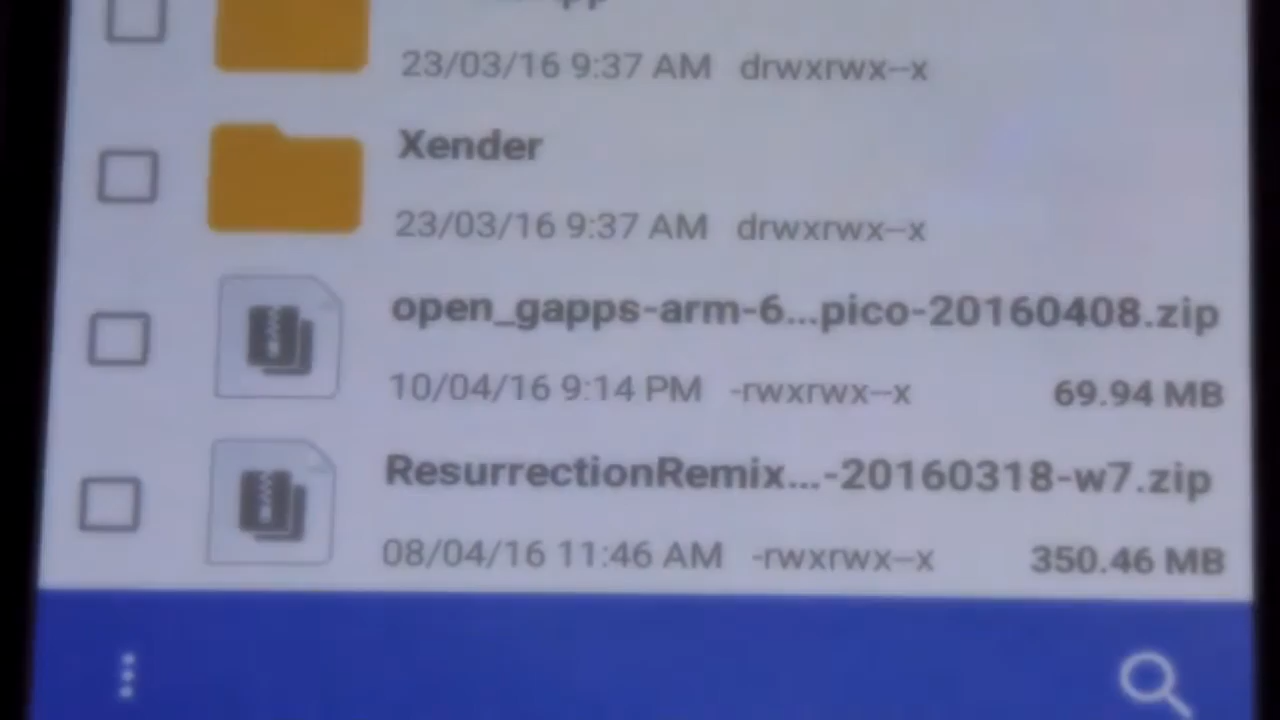 23/03/16 9:37 AM drwxrwx--x
Xender
23/03/16 9:37 AM drwxrwx--x
open_gapps-arm-6...pico-20160408.zip
10/04/16 9:14 PM -rwxrwx--x 69.94 MB
ResurrectionRemix...-20160318-w7.zip
08/04/16 11:46 AM -rwxrwx--x 350.46 MB